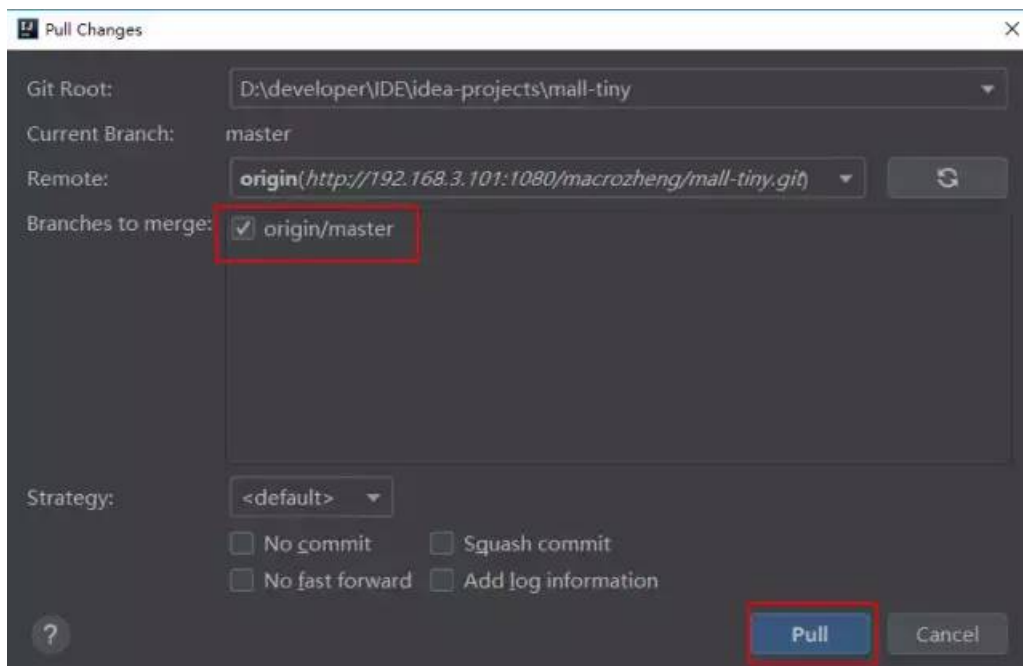 Pull Changes
Git Root: D:\developer\IDE\idea-projects\mall-tiny
Current Branch: master
Remote: origin(http://192.168.3.101:1080/macrozheng/mall-tiny.git)
Branches to merge: origin/master
Strategy: <default>
No commit Squash commit
No fast forward Add log information
? Pull Cancel